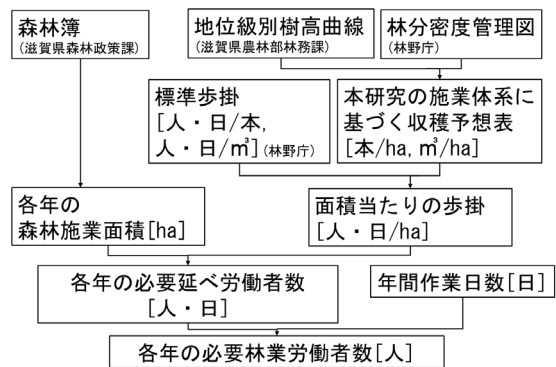 森林簿
(滋賀県森林政策課)
地位級別樹高曲線
(滋賀県農林部林務課)
林分密度管理図
(林野庁)
標準歩掛
[人・日/本,
人・日/㎥](林野庁)
本研究の施業体系に
基づく収穫予想表
[本/ha,㎥/ha]
各年の
森林施業面積[ha]
面積当たりの歩掛
[人・日/ha]
各年の必要延べ労働者数
[人・日]
年間作業日数[日]
各年の必要林業労働者数[人]